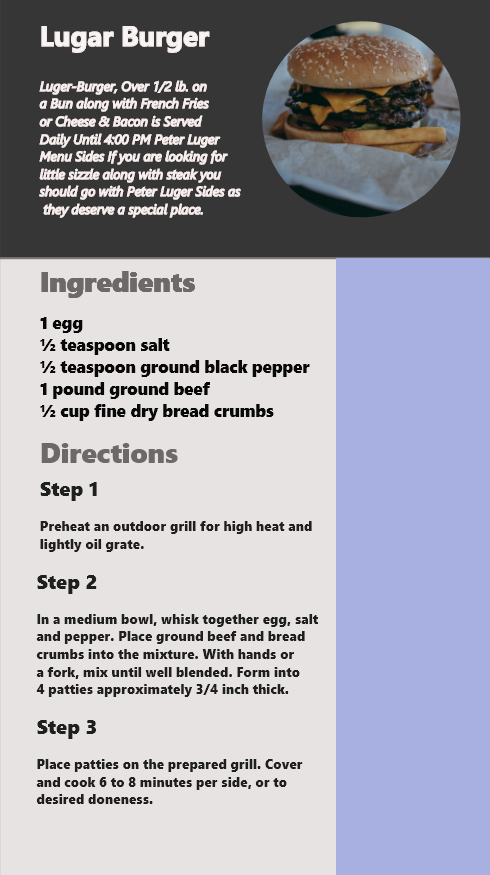 Lugar Burger
Luger-Burger, Over 1/2 lb. on
a Bun along with French Fries
or Cheese & Bacon is Served
Daily Until 4:00 PM Peter Luger
Menu Sides If you are looking for
little sizzle along with steak you
should go with Peter Luger Sides as
they deserve a special place.
Ingredients
1 egg
½ teaspoon salt
½ teaspoon ground black pepper
1 pound ground beef
½ cup fine dry bread crumbs
Directions
Step 1
Preheat an outdoor grill for high heat and
lightly oil grate.
Step 2
In a medium bowl, whisk together egg, salt
and pepper. Place ground beef and bread
crumbs into the mixture. With hands or
a fork, mix until well blended. Form into
4 patties approximately 3/4 inch thick.
Step 3
Place patties on the prepared grill. Cover
and cook 6 to 8 minutes per side, or to
desired doneness.